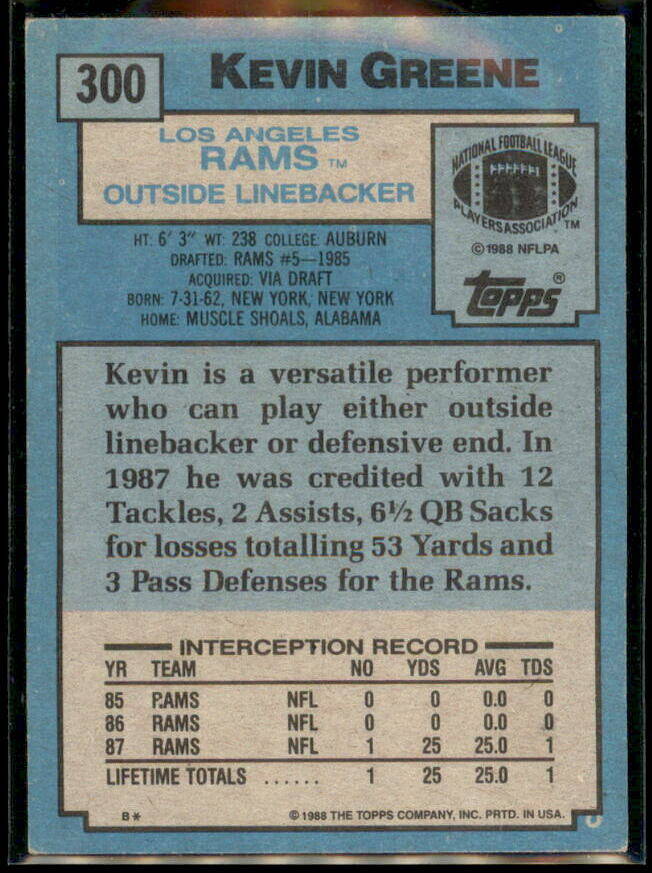 300
KEVIN GREENE
LOS ANGELES
RAMS TM
OUTSIDE LINEBACKER
NATIONAL FOOTBALL LEAGUE
PLAYERS ASSOCIATION TM
© 1988 NFLPA
topps®
HT: 6' 3" WT: 238 COLLEGE: AUBURN
DRAFTED: RAMS #5—1985
ACQUIRED: VIA DRAFT
BORN: 7-31-62, NEW YORK, NEW YORK
HOME: MUSCLE SHOALS, ALABAMA
Kevin is a versatile performer
who can play either outside
linebacker or defensive end. In
1987 he was credited with 12
Tackles, 2 Assists, 6½ QB Sacks
for losses totalling 53 Yards and
3 Pass Defenses for the Rams.
INTERCEPTION RECORD
YR TEAM NO YDS AVG TDS
85 RAMS NFL 0 0 0.0 0
86 RAMS NFL 0 0 0.0 0
87 RAMS NFL 1 25 25.0 1
LIFETIME TOTALS ...... 1 25 25.0 1
B* © 1988 THE TOPPS COMPANY, INC. PRTD. IN USA.